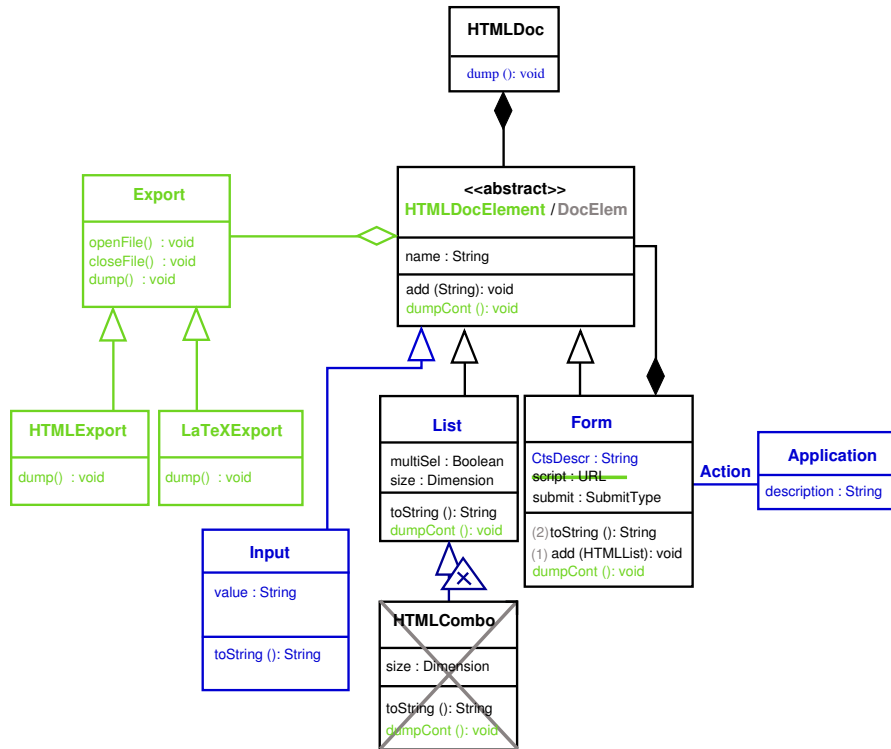 HTMLDoc
dump (): void
<<abstract>>
HTMLDocElement / DocElem
name : String
add (String): void
dumpCont (): void
Export
openFile() : void
closeFile() : void
dump() : void
HTMLExport
dump() : void
LaTeXExport
dump() : void
List
multiSel : Boolean
size : Dimension
toString (): String
dumpCont (): void
Form
CtsDescr : String
script : URL
submit : SubmitType
(2) toString (): String
(1) add (HTMLList): void
dumpCont (): void
Action
Application
description : String
Input
value : String
toString (): String
HTMLCombo
size : Dimension
toString (): String
dumpCont (): void